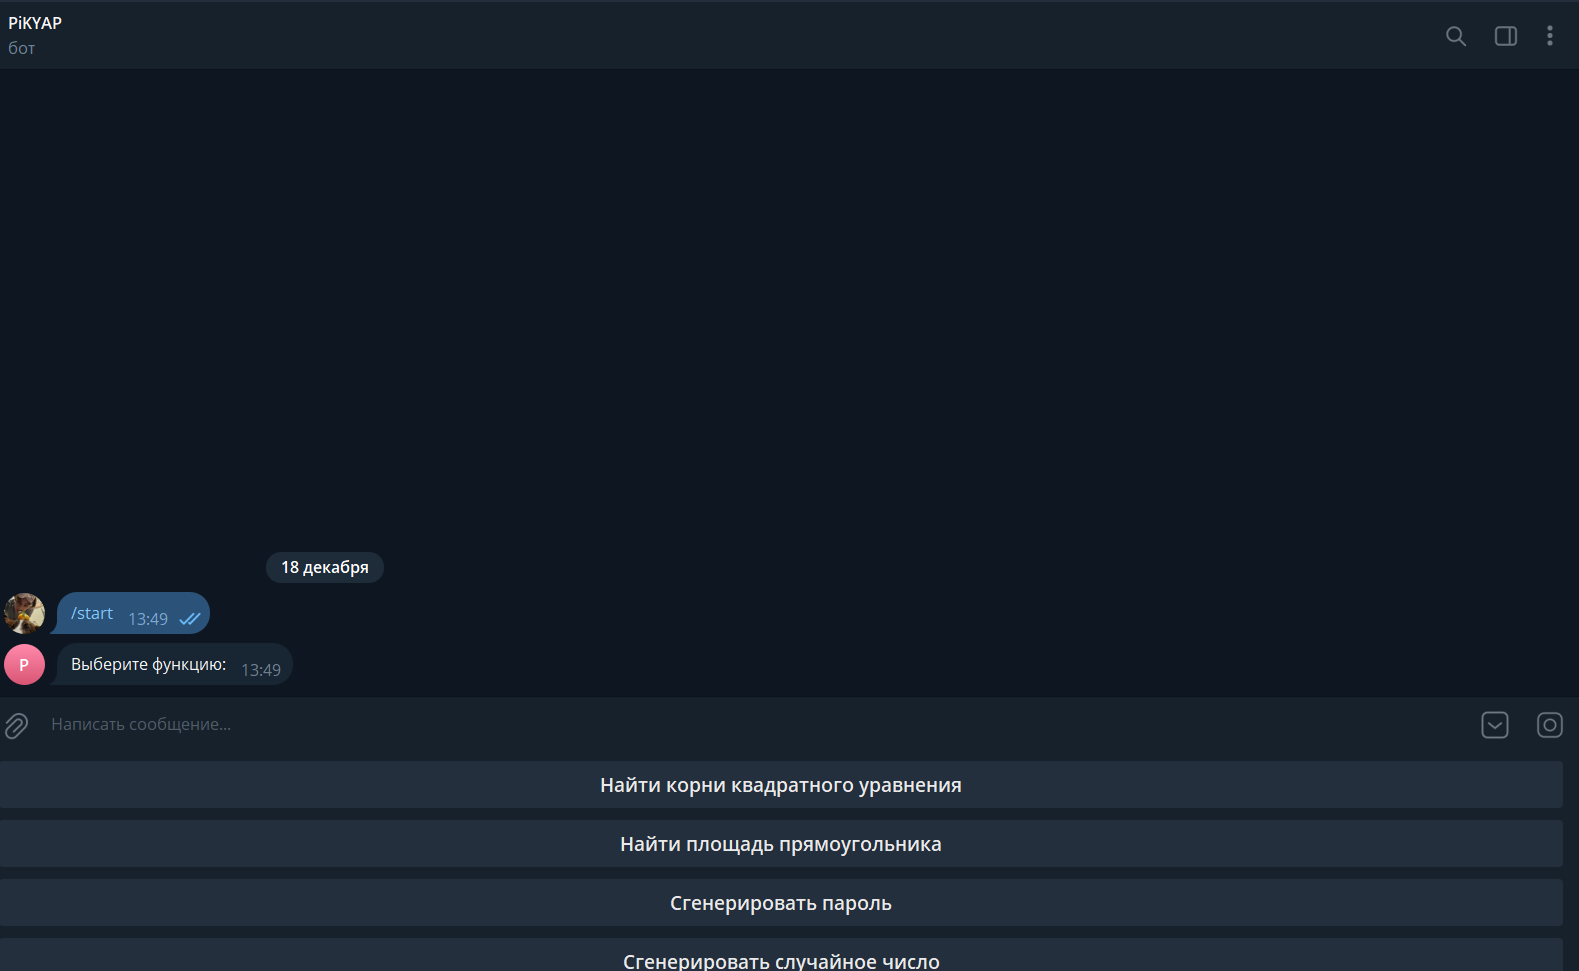 PiKYAP
бот
18 декабря
/start 13:49
P
Выберите функцию: 13:49
Написать сообщение...
Найти корни квадратного уравнения
Найти площадь прямоугольника
Сгенерировать пароль
Сгенерировать случайное число